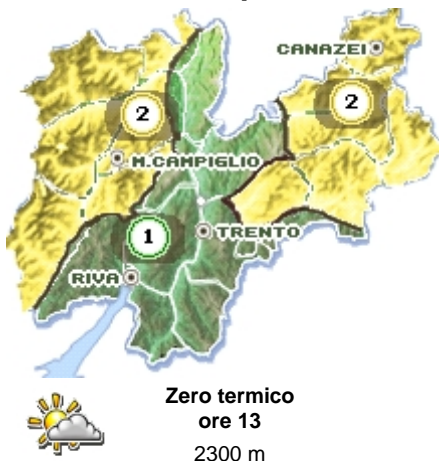 CANAZEI
2
2
M.CAMPIGLIO
1
TRENTO
RIVA
Zero termico
ore 13
2300 m